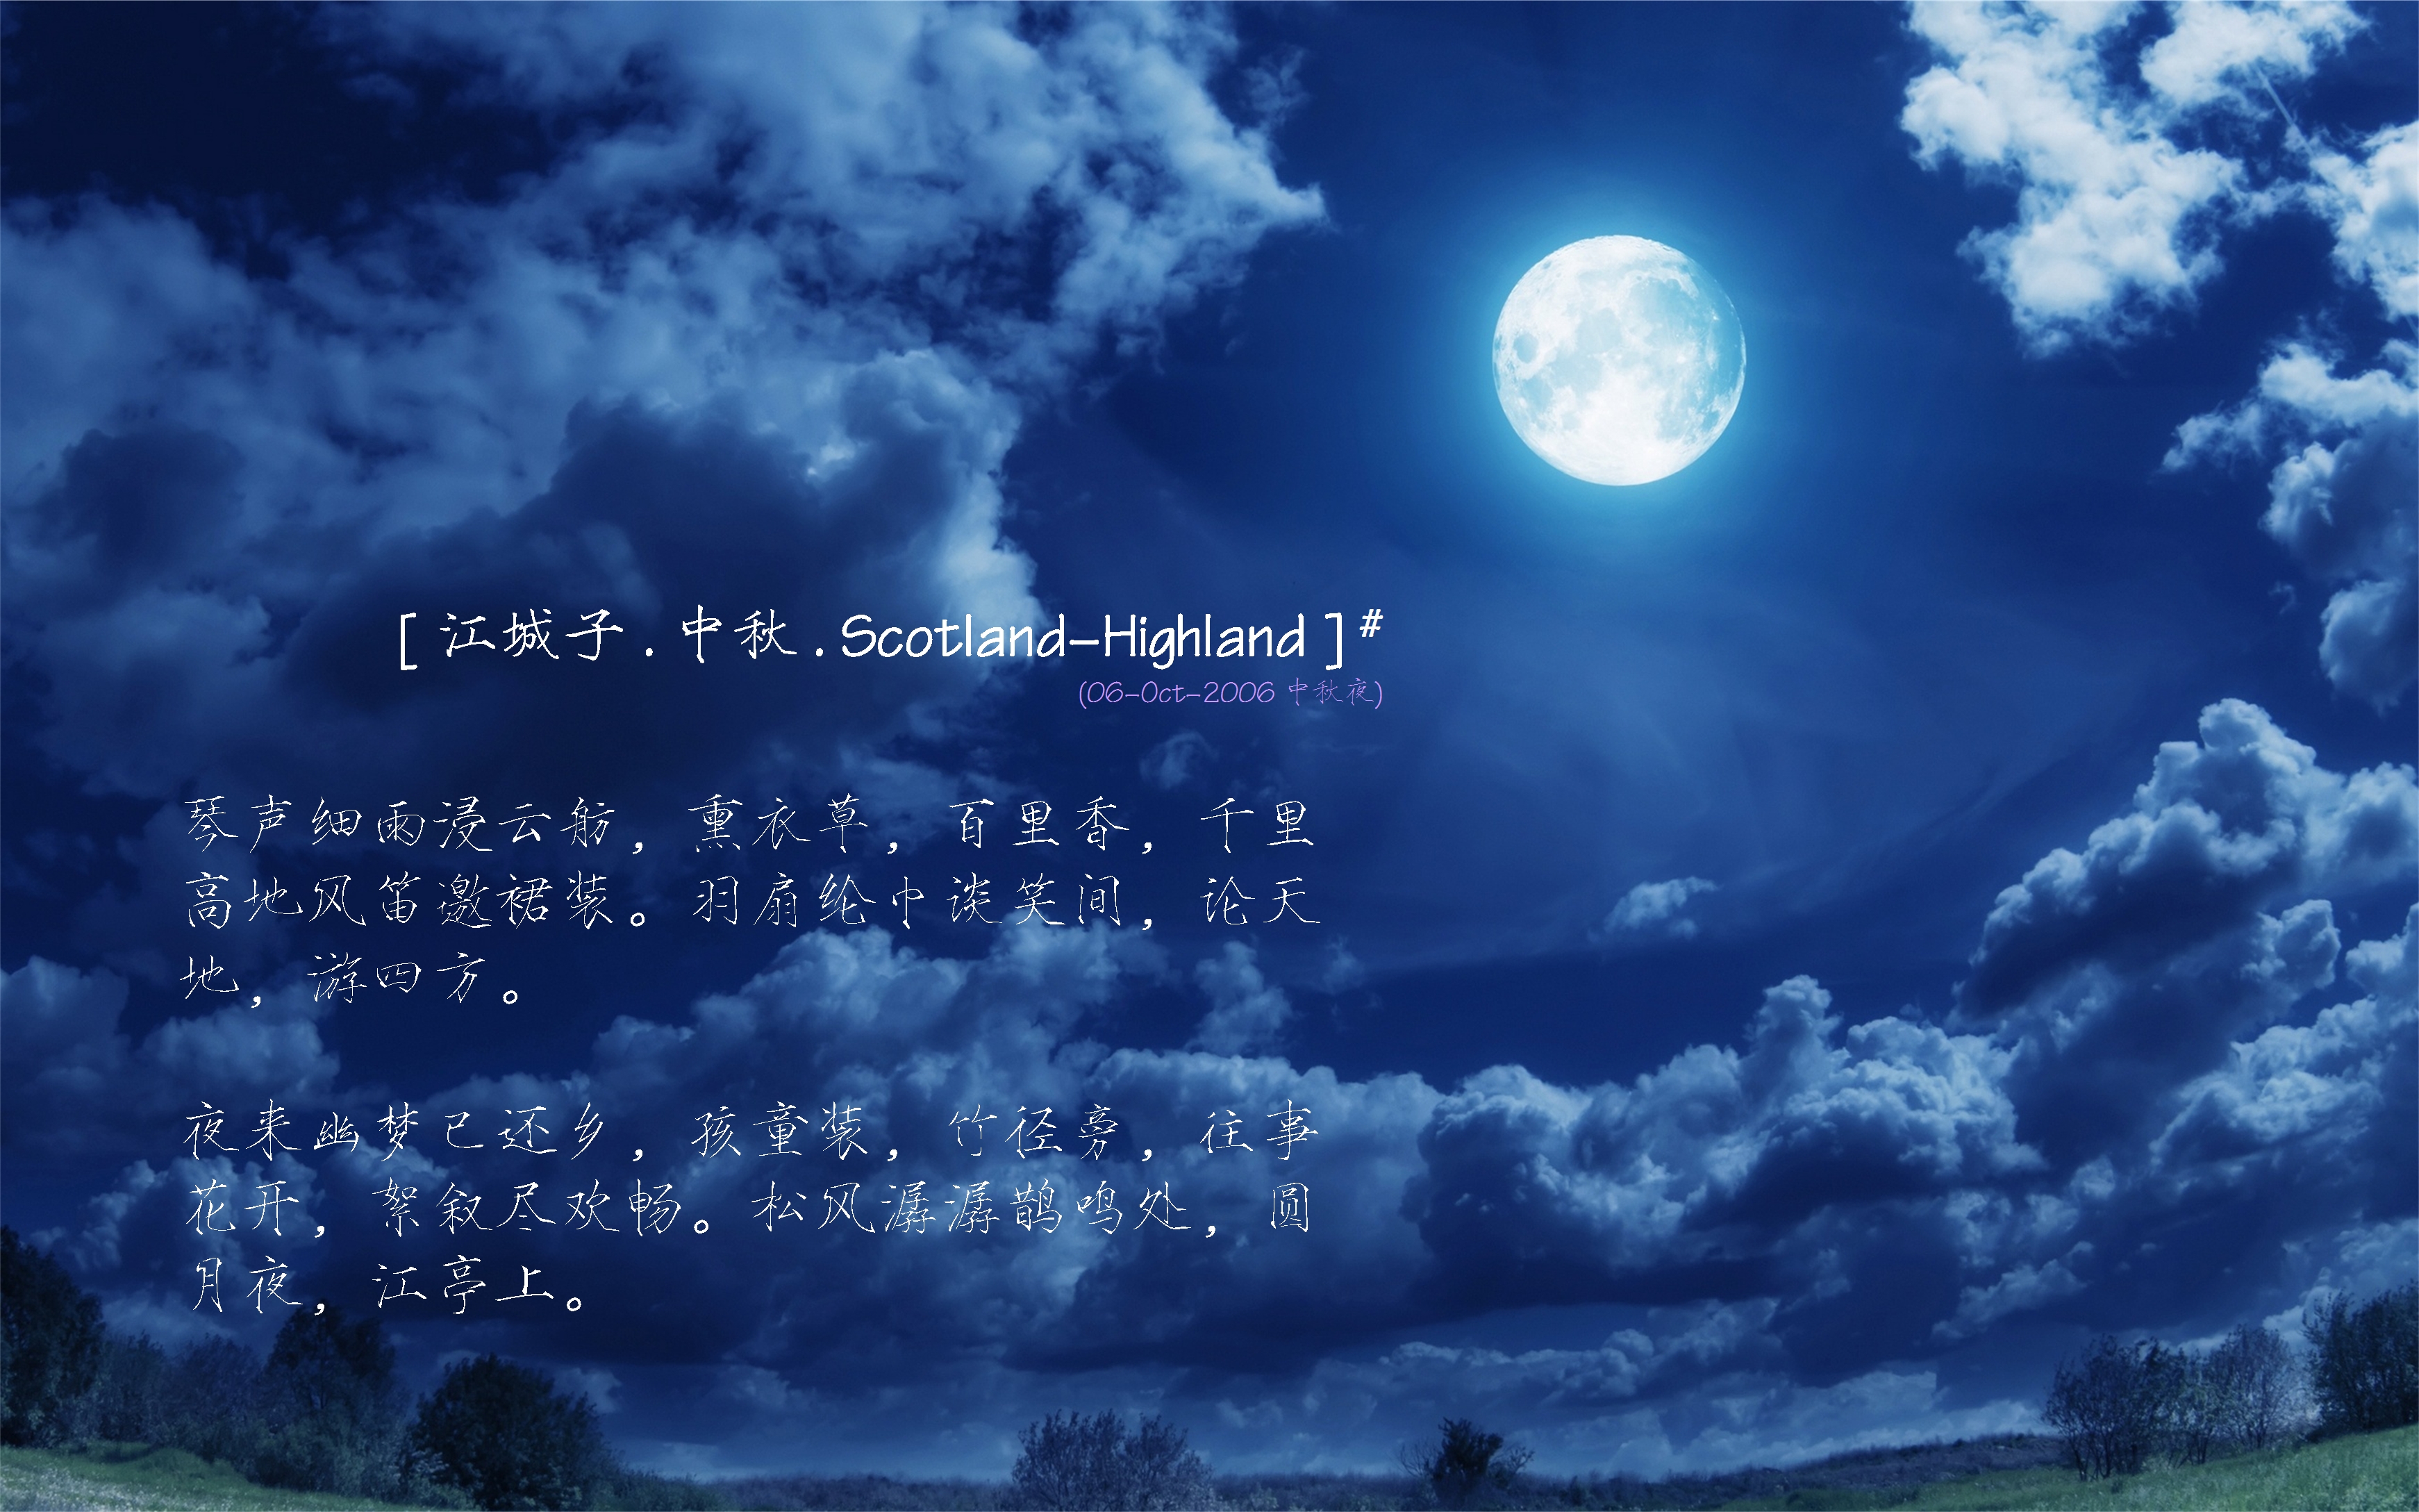 [ 江城子 . 中秋 . Scotland-Highland ] #
(06-Oct-2006 中秋夜)
琴声细雨浸云舫，熏衣草，百里香，千里
高地风笛邀裙装。羽扇纶巾谈笑间，论天
地，游四方。
夜来幽梦已还乡，孩童装，竹径旁，往事
花开，絮叙尽欢畅。松风潺潺鹊鸣处，圆
月夜，江亭上。